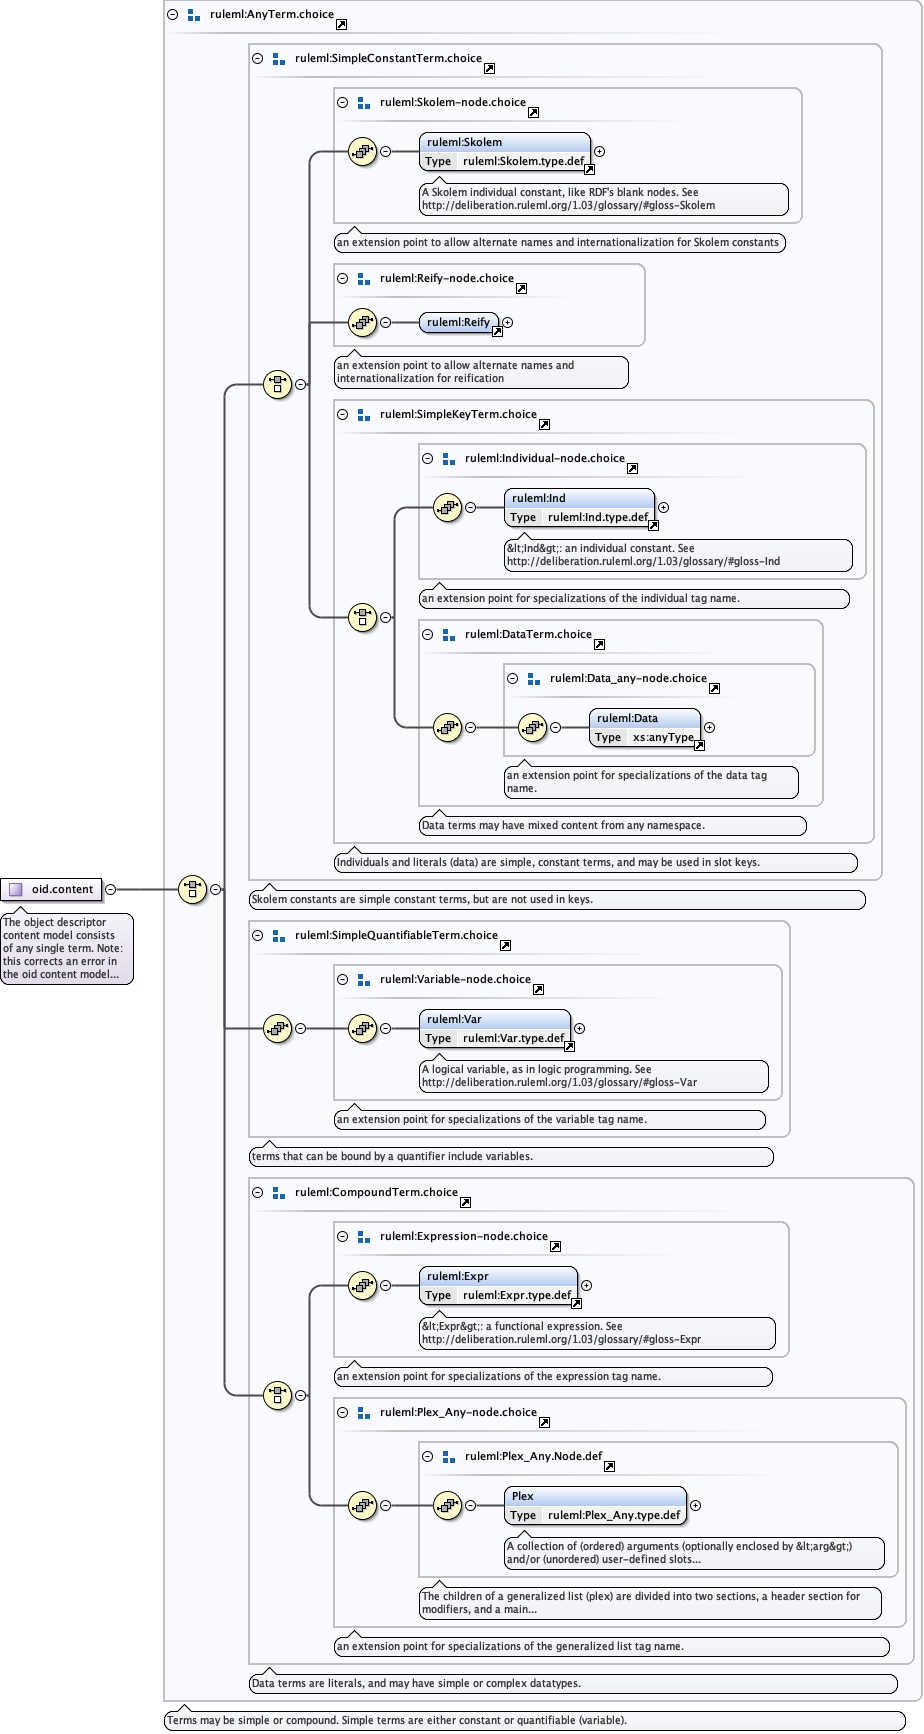 ruleml:AnyTerm.choice
ruleml:SimpleConstantTerm.choice
ruleml:Skolem-node.choice
ruleml:Skolem
Type ruleml:Skolem.type.def
A Skolem individual constant, like RDF's blank nodes. See
http://deliberation.ruleml.org/1.03/glossary/#gloss-Skolem
an extension point to allow alternate names and internationalization for Skolem constants
ruleml:Reify-node.choice
ruleml:Reify
an extension point to allow alternate names and
internationalization for reification
ruleml:SimpleKeyTerm.choice
ruleml:Individual-node.choice
ruleml:Ind
Type ruleml:Ind.type.def
&lt;Ind&gt;: an individual constant. See
http://deliberation.ruleml.org/1.03/glossary/#gloss-Ind
an extension point for specializations of the individual tag name.
ruleml:DataTerm.choice
ruleml:Data_any-node.choice
ruleml:Data
Type xs:anyType
an extension point for specializations of the data tag
name.
Data terms may have mixed content from any namespace.
Individuals and literals (data) are simple, constant terms, and may be used in slot keys.
Skolem constants are simple constant terms, but are not used in keys.
oid.content
The object descriptor
content model consists
of any single term. Note:
this corrects an error in
the oid content model...
ruleml:SimpleQuantifiableTerm.choice
ruleml:Variable-node.choice
ruleml:Var
Type ruleml:Var.type.def
A logical variable, as in logic programming. See
http://deliberation.ruleml.org/1.03/glossary/#gloss-Var
an extension point for specializations of the variable tag name.
terms that can be bound by a quantifier include variables.
ruleml:CompoundTerm.choice
ruleml:Expression-node.choice
ruleml:Expr
Type ruleml:Expr.type.def
&lt;Expr&gt;: a functional expression. See
http://deliberation.ruleml.org/1.03/glossary/#gloss-Expr
an extension point for specializations of the expression tag name.
ruleml:Plex_Any-node.choice
ruleml:Plex_Any.Node.def
Plex
Type ruleml:Plex_Any.type.def
A collection of (ordered) arguments (optionally enclosed by &lt;arg&gt;)
and/or (unordered) user-defined slots...
The children of a generalized list (plex) are divided into two sections, a header section for
modifiers, and a main...
an extension point for specializations of the generalized list tag name.
Data terms are literals, and may have simple or complex datatypes.
Terms may be simple or compound. Simple terms are either constant or quantifiable (variable).